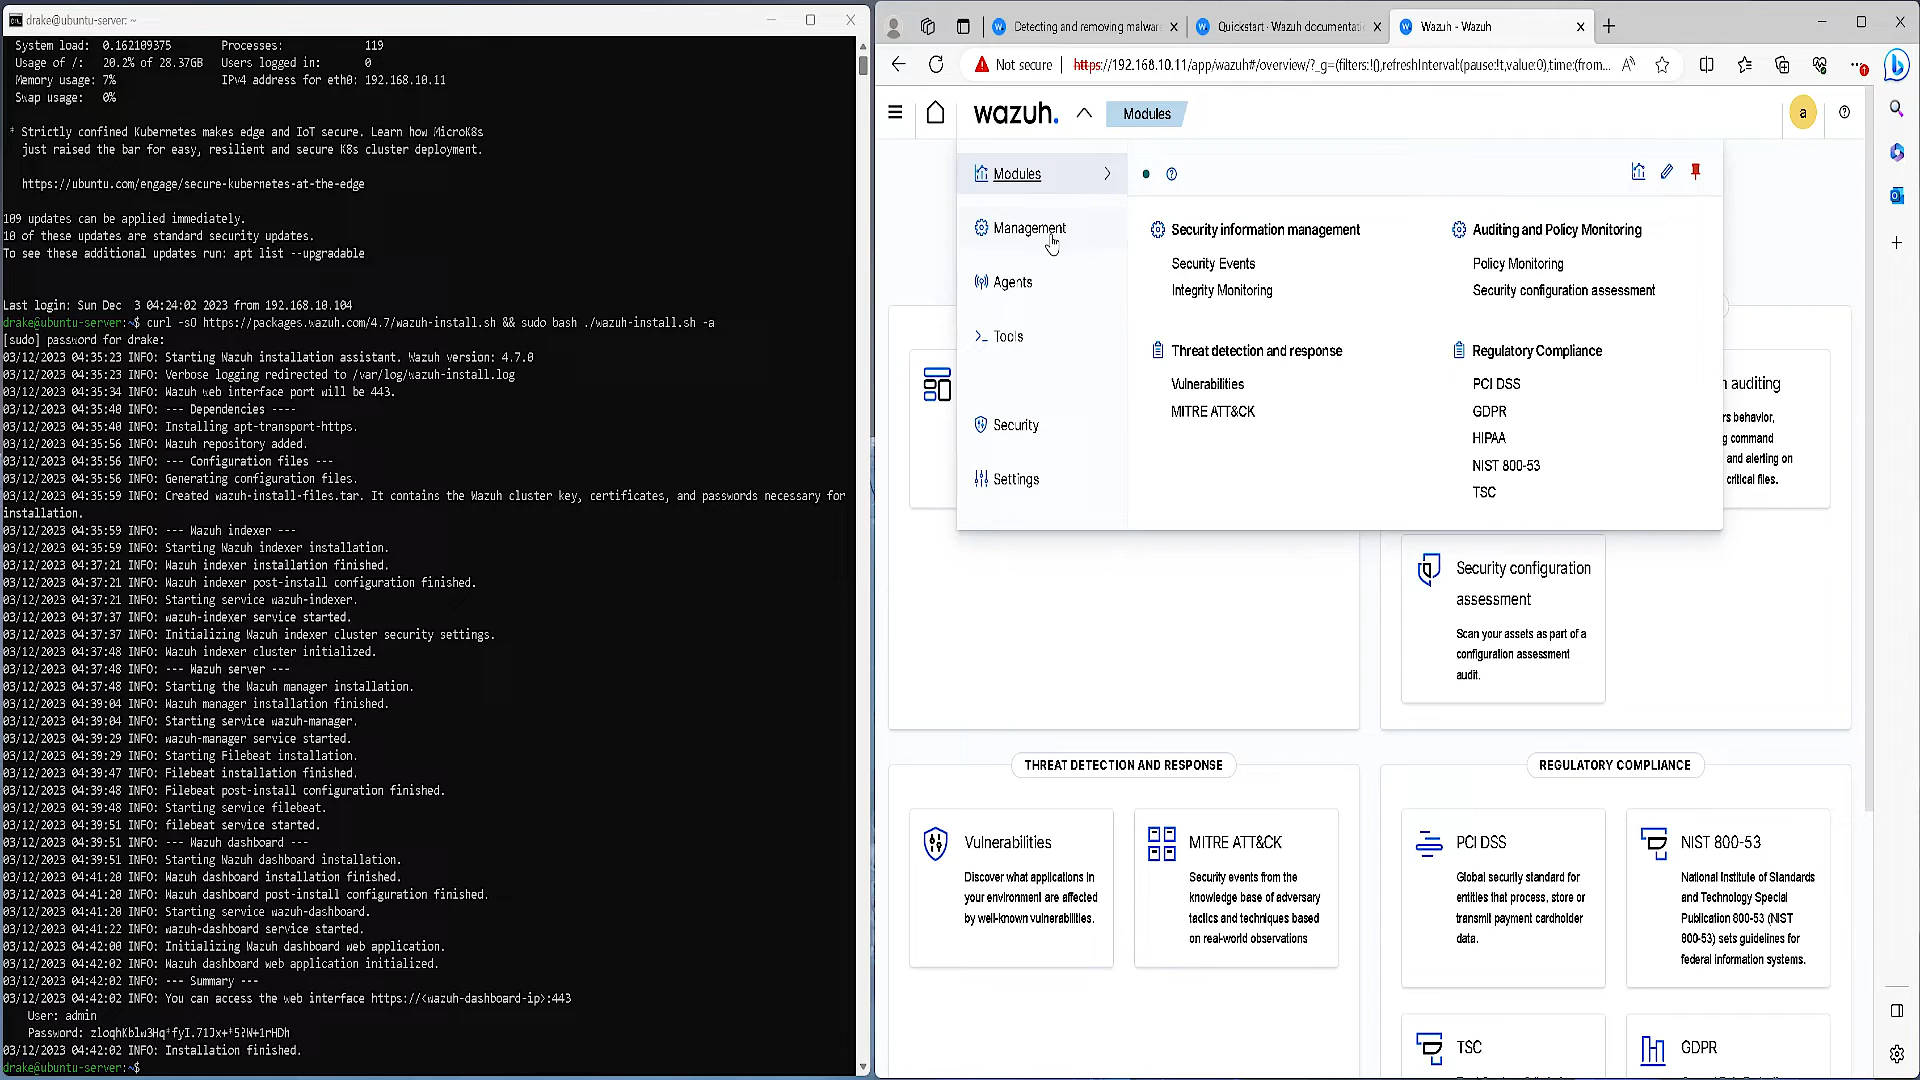 drake@ubuntu-server: ~
System load:  0.162109375      Processes:             119
Usage of /:   20.2% of 28.37GB   Users logged in:       0
Memory usage: 7%               IPv4 address for eth0: 192.168.10.11
Swap usage:   0%
* Strictly confined Kubernetes makes edge and IoT secure. Learn how MicroK8s
just raised the bar for easy, resilient and secure K8s cluster deployment.
https://ubuntu.com/engage/secure-kubernetes-at-the-edge
109 updates can be applied immediately.
10 of these updates are standard security updates.
To see these additional updates run: apt list --upgradable
Last login: Sun Dec  3 04:24:02 2023 from 192.168.10.104
drake@ubuntu-server:~$ curl -sO https://packages.wazuh.com/4.7/wazuh-install.sh && sudo bash ./wazuh-install.sh -a
[sudo] password for drake:
03/12/2023 04:35:23 INFO: Starting Wazuh installation assistant. Wazuh version: 4.7.0
03/12/2023 04:35:23 INFO: Verbose logging redirected to /var/log/wazuh-install.log
03/12/2023 04:35:34 INFO: Wazuh web interface port will be 443.
03/12/2023 04:35:40 INFO: --- Dependencies ----
03/12/2023 04:35:40 INFO: Installing apt-transport-https.
03/12/2023 04:35:56 INFO: Wazuh repository added.
03/12/2023 04:35:56 INFO: --- Configuration files ---
03/12/2023 04:35:56 INFO: Generating configuration files.
03/12/2023 04:35:59 INFO: Created wazuh-install-files.tar. It contains the Wazuh cluster key, certificates, and passwords necessary for
installation.
03/12/2023 04:35:59 INFO: --- Wazuh indexer ---
03/12/2023 04:35:59 INFO: Starting Wazuh indexer installation.
03/12/2023 04:37:21 INFO: Wazuh indexer installation finished.
03/12/2023 04:37:21 INFO: Wazuh indexer post-install configuration finished.
03/12/2023 04:37:21 INFO: Starting service wazuh-indexer.
03/12/2023 04:37:37 INFO: wazuh-indexer service started.
03/12/2023 04:37:37 INFO: Initializing Wazuh indexer cluster security settings.
03/12/2023 04:37:48 INFO: Wazuh indexer cluster initialized.
03/12/2023 04:37:48 INFO: --- Wazuh server ---
03/12/2023 04:37:48 INFO: Starting the Wazuh manager installation.
03/12/2023 04:39:04 INFO: Wazuh manager installation finished.
03/12/2023 04:39:04 INFO: Starting service wazuh-manager.
03/12/2023 04:39:29 INFO: wazuh-manager service started.
03/12/2023 04:39:29 INFO: Starting Filebeat installation.
03/12/2023 04:39:47 INFO: Filebeat installation finished.
03/12/2023 04:39:48 INFO: Filebeat post-install configuration finished.
03/12/2023 04:39:48 INFO: Starting service filebeat.
03/12/2023 04:39:51 INFO: filebeat service started.
03/12/2023 04:39:51 INFO: --- Wazuh dashboard ---
03/12/2023 04:39:51 INFO: Starting Wazuh dashboard installation.
03/12/2023 04:41:20 INFO: Wazuh dashboard installation finished.
03/12/2023 04:41:20 INFO: Wazuh dashboard post-install configuration finished.
03/12/2023 04:41:20 INFO: Starting service wazuh-dashboard.
03/12/2023 04:41:22 INFO: wazuh-dashboard service started.
03/12/2023 04:42:00 INFO: Initializing Wazuh dashboard web application.
03/12/2023 04:42:02 INFO: Wazuh dashboard web application initialized.
03/12/2023 04:42:02 INFO: --- Summary ---
03/12/2023 04:42:02 INFO: You can access the web interface https://<wazuh-dashboard-ip>:443
User: admin
Password:
03/12/2023 04:42:02 INFO: Installation finished.
drake@ubuntu-server:~$
Detecting and removing malwar
Quickstart · Wazuh documentati
Wazuh - Wazuh
Not secure
https://192.168.10.11/app/wazuh#/overview/?_g=(filters:!(),refreshInterval:(pause:!t,value:0),time:(from...
wazuh.
Modules
a
Modules
Management
Agents
Tools
Security
Settings
Security information management
Security Events
Integrity Monitoring
Auditing and Policy Monitoring
Policy Monitoring
Security configuration assessment
Threat detection and response
Vulnerabilities
MITRE ATT&CK
Regulatory Compliance
PCI DSS
GDPR
HIPAA
NIST 800-53
TSC
auditing
rs behavior,
command
and alerting on
critical files.
Security configuration
assessment
Scan your assets as part of a
configuration assessment
audit.
THREAT DETECTION AND RESPONSE
Vulnerabilities
Discover what applications in
your environment are affected
by well-known vulnerabilities.
MITRE ATT&CK
Security events from the
knowledge base of adversary
tactics and techniques based
on real-world observations
REGULATORY COMPLIANCE
PCI DSS
Global security standard for
entities that process, store or
transmit payment cardholder
data.
NIST 800-53
National Institute of Standards
and Technology Special
Publication 800-53 (NIST
800-53) sets guidelines for
federal information systems.
TSC
GDPR